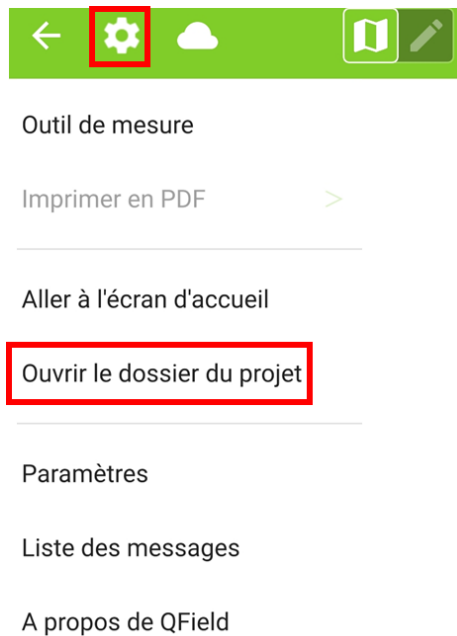 Outil de mesure
Imprimer en PDF >
Aller à l'écran d'accueil
Ouvrir le dossier du projet
Paramètres
Liste des messages
A propos de QField